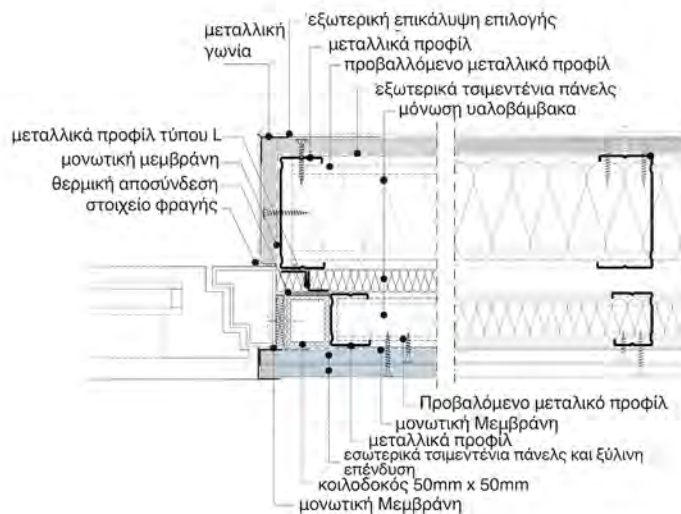 εξωτερική επικάλυψη επιλογής
μεταλλική
γωνία
μεταλλικά προφίλ
προβαλλόμενο μεταλλικό προφίλ
εξωτερικά τσιμεντένια πάνελς
μόνωση υαλοβάμβακα
μεταλλικά προφίλ τύπου L
μονωτική μεμβράνη
θερμική αποσύνδεση
στοιχείο φραγής
Προβαλόμενο μεταλικό προφίλ
μονωτική Μεμβράνη
μεταλλικά προφίλ
εσωτερικά τσιμεντένια πάνελς και ξύλινη
επένδυση
κοιλοδοκός 50mm x 50mm
μονωτική Μεμβράνη